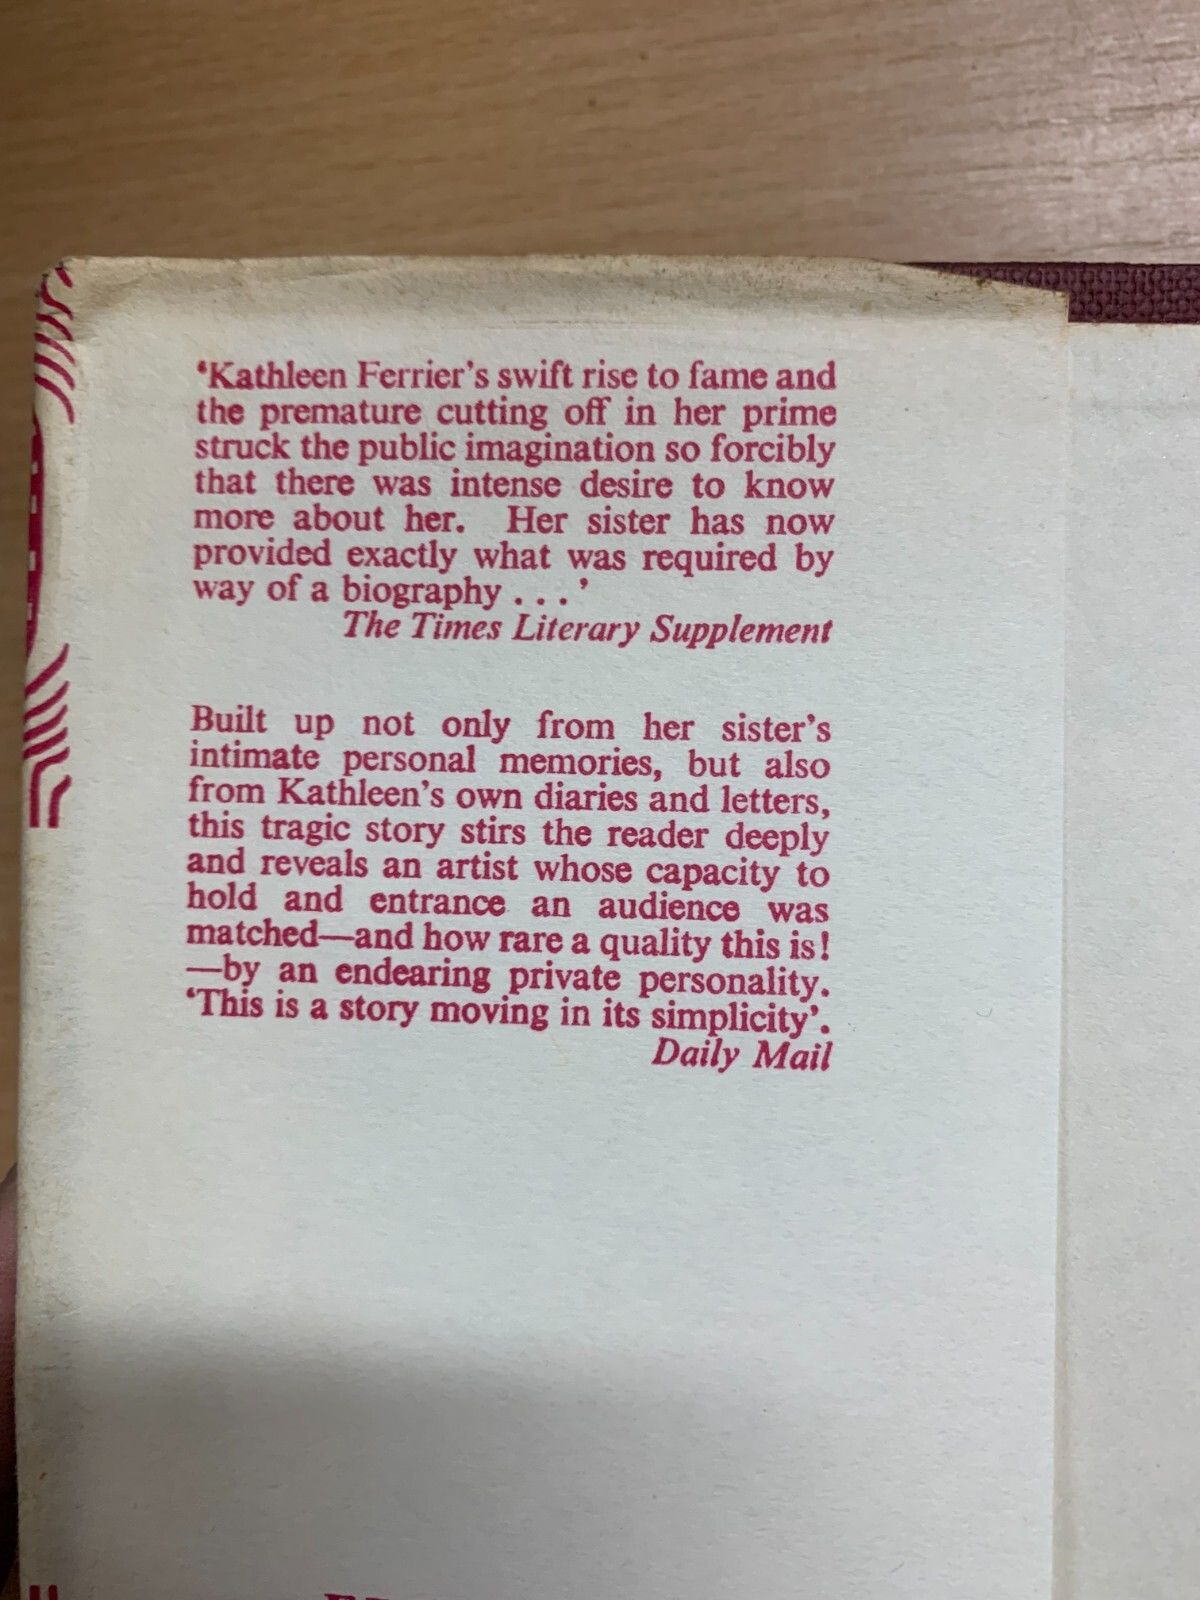 ‘Kathleen Ferrier’s swift rise to fame and
the premature cutting off in her prime
struck the public imagination so forcibly
that there was intense desire to know
more about her. Her sister has now
provided exactly what was required by
way of a biography . . . ’
The Times Literary Supplement
Built up not only from her sister’s
intimate personal memories, but also
from Kathleen’s own diaries and letters,
this tragic story stirs the reader deeply
and reveals an artist whose capacity to
hold and entrance an audience was
matched—and how rare a quality this is!
—by an endearing private personality.
‘This is a story moving in its simplicity’.
Daily Mail